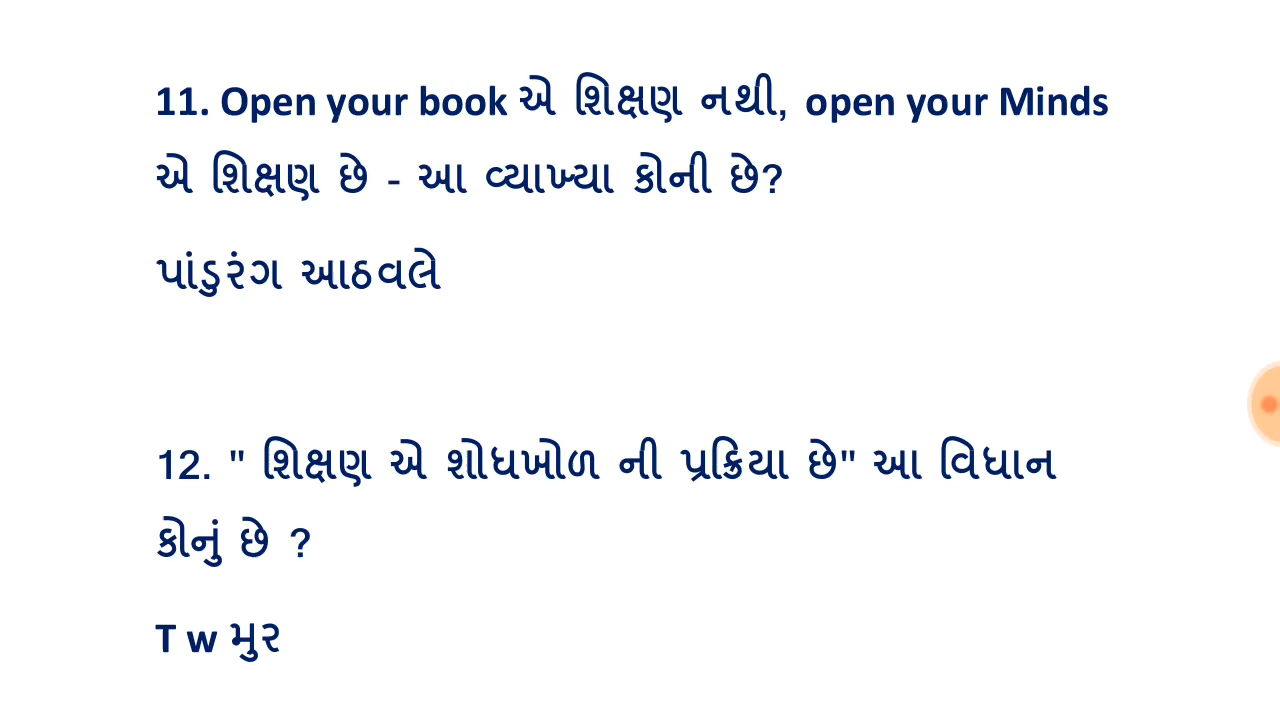 11. Open your book એ શિક્ષણ નથી, open your Minds
એ શિક્ષણ છે - આ વ્યાખ્યા કોની છે?
પાંડુરંગ આઠવલે
12. " શિક્ષણ એ શોધખોળ ની પ્રક્રિયા છે" આ વિધાન
કોનું છે ?
T w મુર